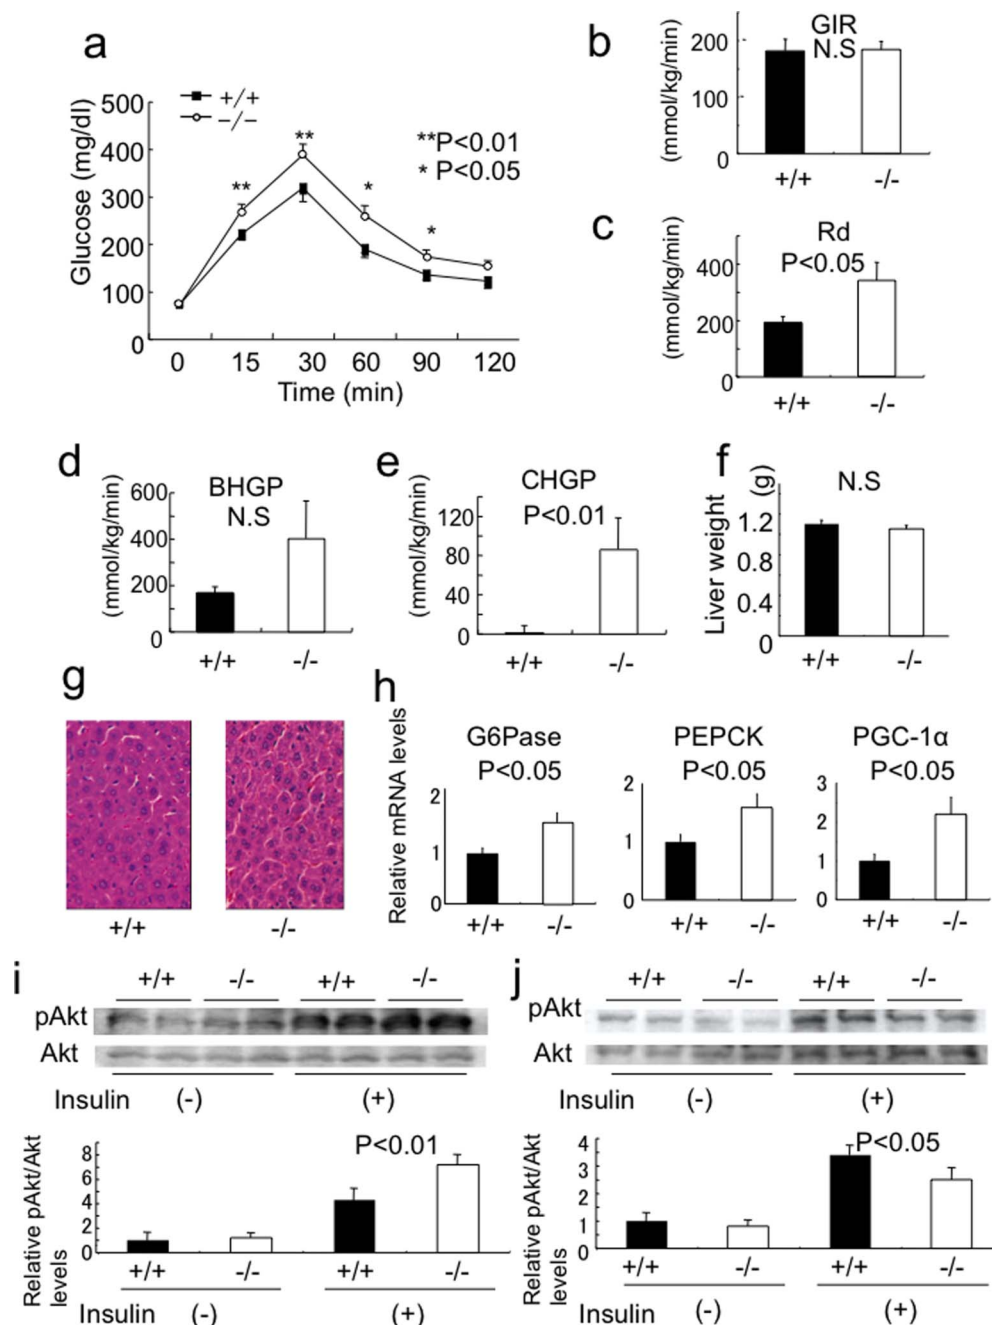 a
+/+
-/-
Glucose (mg/dl)
500
400
300
200
100
0
**
**
*
*
**P<0.01
* P<0.05
0 15 30 60 90 120
Time (min)
b
GIR
N.S
(mmol/kg/min)
200
100
0
+/+ -/-
c
Rd
P<0.05
(mmol/kg/min)
400
200
0
+/+ -/-
d
BHGP
N.S
(mmol/kg/min)
600
400
200
0
+/+ -/-
e
CHGP
P<0.01
(mmol/kg/min)
120
80
40
0
+/+ -/-
f
N.S
Liver weight (g)
1.2
0.8
0.4
0
+/+ -/-
g
+/+ -/-
h
Relative mRNA levels
G6Pase
P<0.05
2
1
0
+/+ -/-
PEPCK
P<0.05
2
1
0
+/+ -/-
PGC-1α
P<0.05
3
2
1
0
+/+ -/-
i
+/+ -/- +/+ -/-
pAkt
Akt
Insulin (-) (+)
Relative pAkt/Akt
levels
P<0.01
8
6
4
2
0
+/+ -/- +/+ -/-
Insulin (-) (+)
j
+/+ -/- +/+ -/-
pAkt
Akt
Insulin (-) (+)
Relative pAkt/Akt
levels
P<0.05
4
3
2
1
0
+/+ -/- +/+ -/-
Insulin (-) (+)